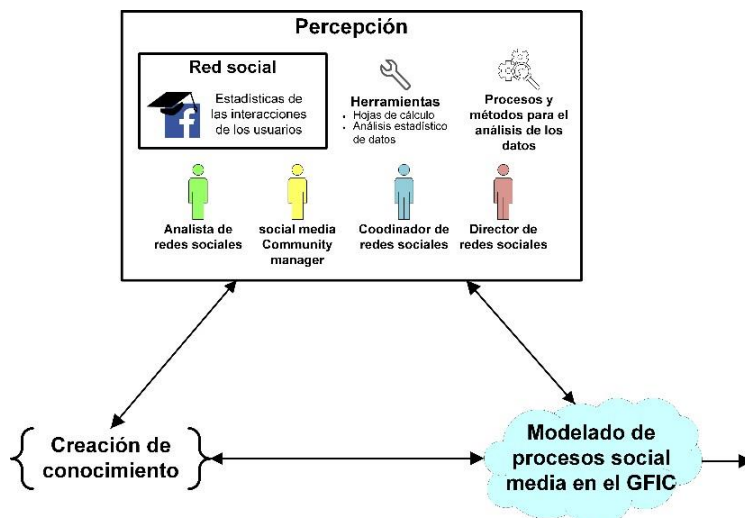 Percepción
Red social
Estadísticas de
las interacciones
de los usuarios
Herramientas
• Hojas de cálculo
• Análisis estadístico
de datos
Procesos y
métodos para el
análisis de los
datos
Analista de
redes sociales
social media
Community
manager
Coodinador de
redes sociales
Director de
redes sociales
Creación de
conocimiento
Modelado de
procesos social
media en el GFIC